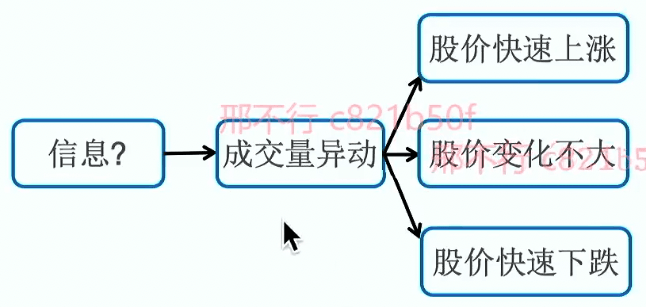 股价快速上涨
邢不行 c821b50f
信息?
成交量异动
股价变化不大
邢不行 c821b5
股价快速下跌